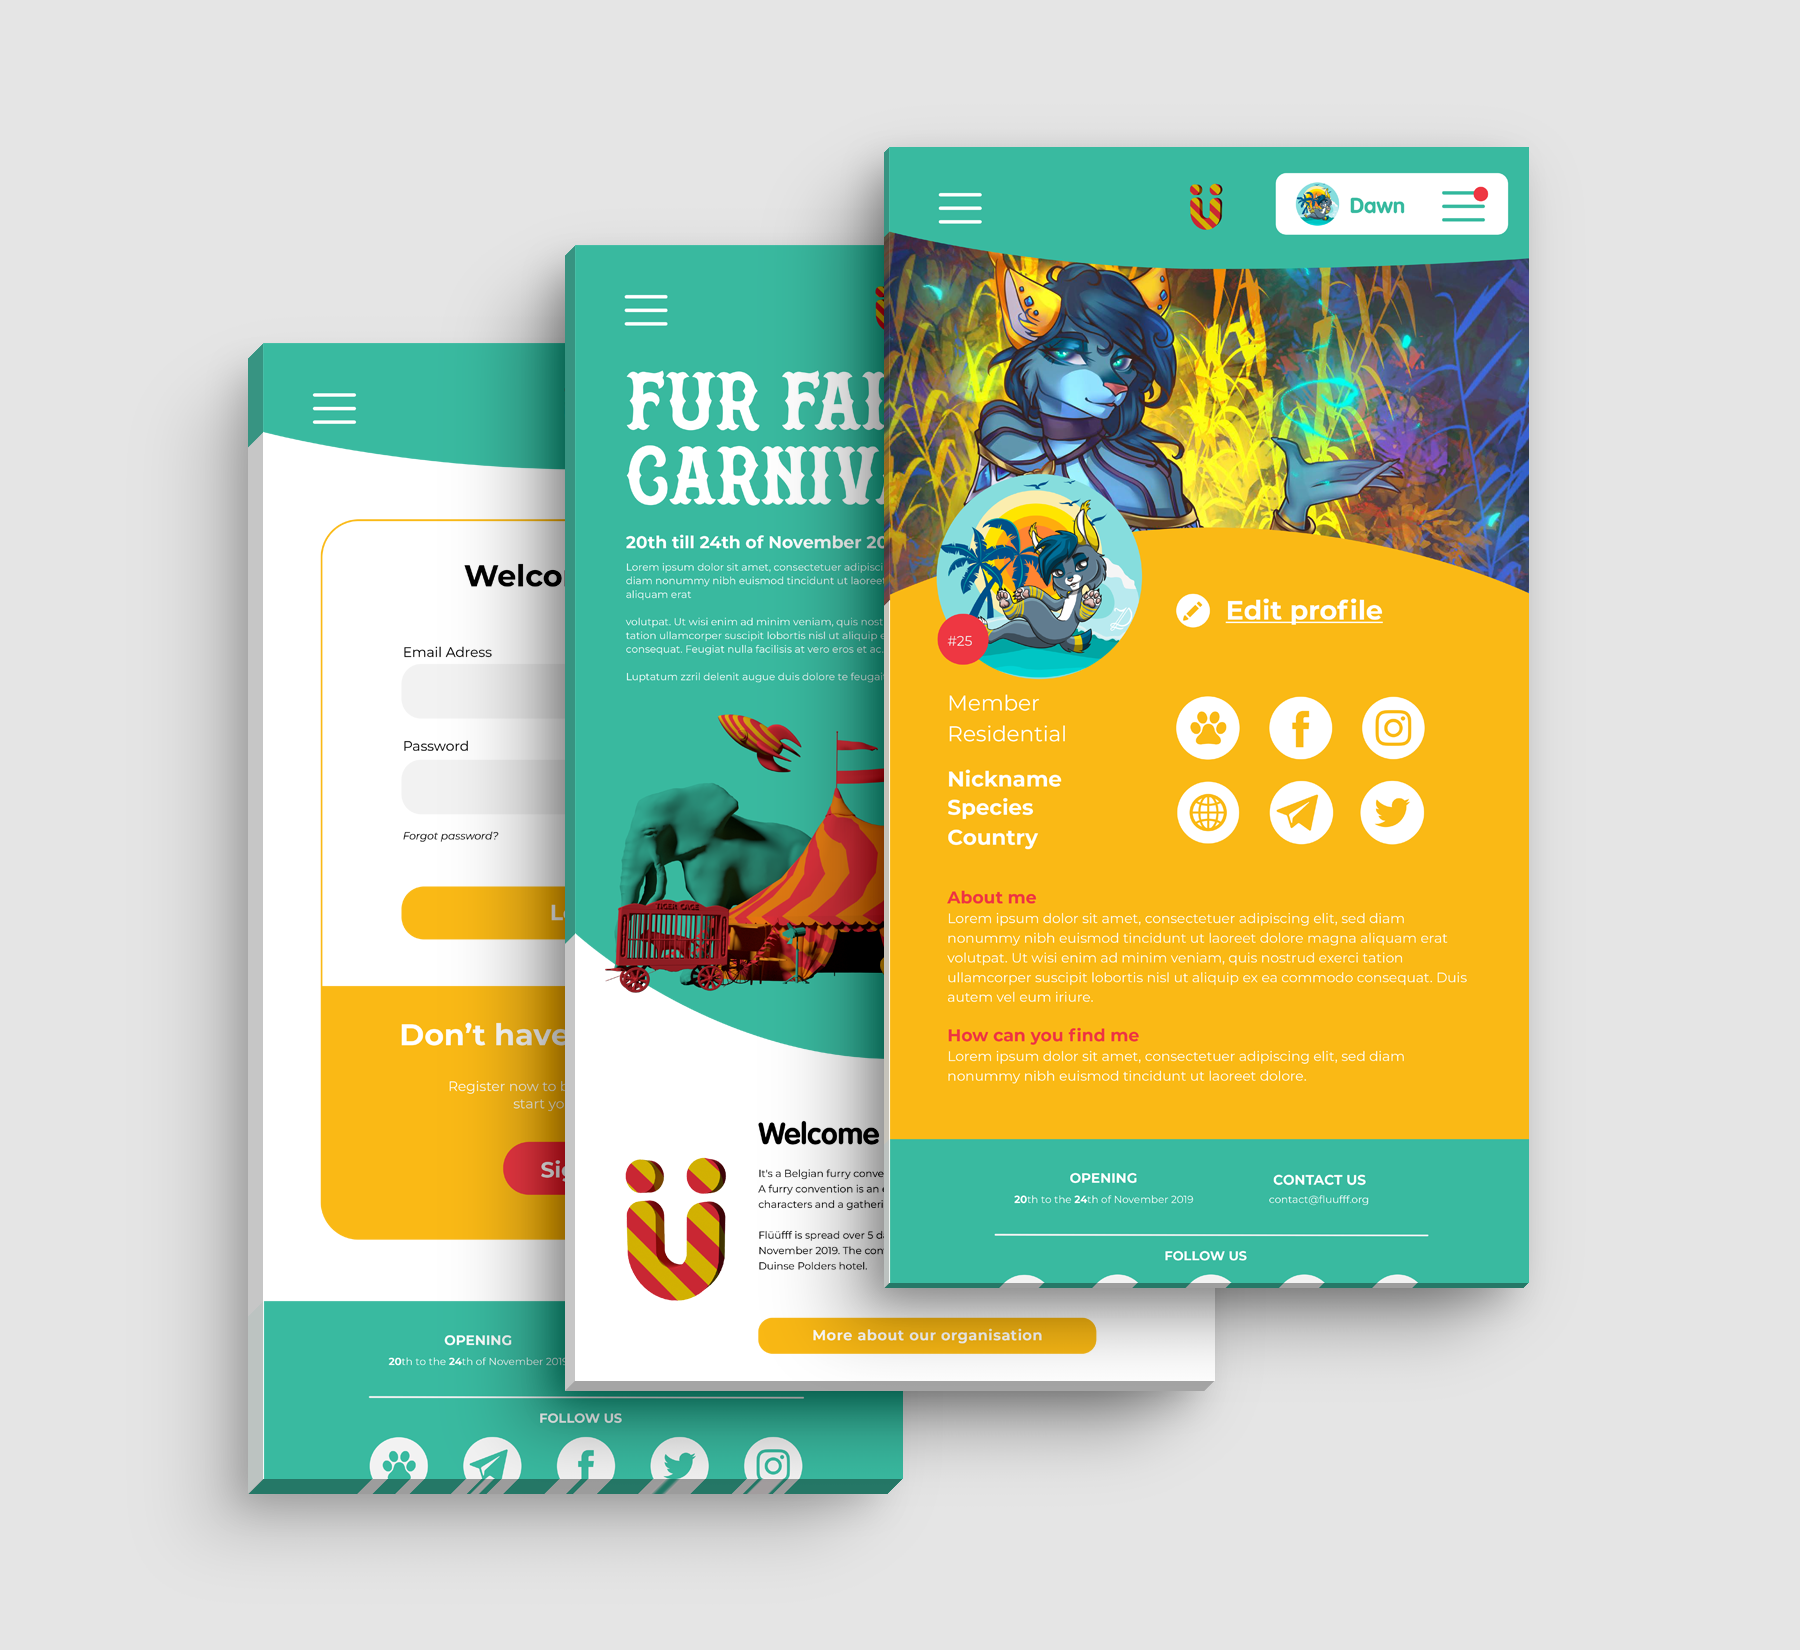 Welco
Email Adress
Password
Forgot password?
Don't have
Register now to
start yo
OPENING
20th to the 24th of November 2019
FOLLOW US
FUR FAI
CARNIV
20th till 24th of November 20
Lorem ipsum dolor sit amet, consectetuer adipisci
diam nonummy nibh euismod tincidunt ut laoreet
aliquam erat
volutpat. Ut wisi enim ad minim veniam, quis nost
tation ullamcorper suscipit lobortis nisl ut aliquip e
consequat. Feugiat nulla facilisis at vero eros et ac
Luptatum zzril delenit augue duis dolore te feugai
TIGER CAGE
ü
Welcome
It's a Belgian furry conve
A furry convention is an
characters and a gatheri
Flüüfff is spread over 5 d
November 2019. The con
Duinse Polders hotel.
More about our organisation
ü
Dawn
#25
Edit profile
Member
Residential
Nickname
Species
Country
About me
Lorem ipsum dolor sit amet, consectetuer adipiscing elit, sed diam
nonummy nibh euismod tincidunt ut laoreet dolore magna aliquam erat
volutpat. Ut wisi enim ad minim veniam, quis nostrud exerci tation
ullamcorper suscipit lobortis nisl ut aliquip ex ea commodo consequat. Duis
autem vel eum iriure.
How can you find me
Lorem ipsum dolor sit amet, consectetuer adipiscing elit, sed diam
nonummy nibh euismod tincidunt ut laoreet dolore.
OPENING
20th to the 24th of November 2019
CONTACT US
contact@fluufff.org
FOLLOW US